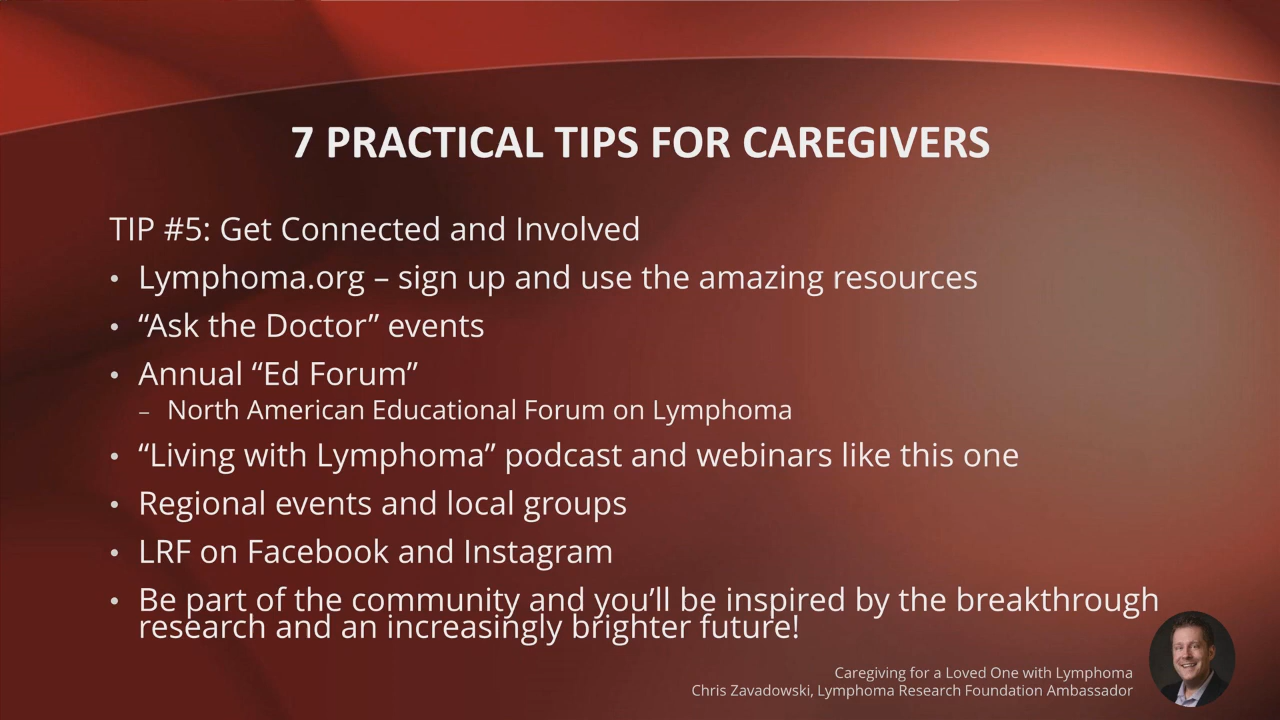 7 PRACTICAL TIPS FOR CAREGIVERS
TIP #5: Get Connected and Involved
• Lymphoma.org – sign up and use the amazing resources
• “Ask the Doctor” events
• Annual “Ed Forum”
– North American Educational Forum on Lymphoma
• “Living with Lymphoma” podcast and webinars like this one
• Regional events and local groups
• LRF on Facebook and Instagram
• Be part of the community and you’ll be inspired by the breakthrough
research and an increasingly brighter future!
Caregiving for a Loved One with Lymphoma
Chris Zavadowski, Lymphoma Research Foundation Ambassador